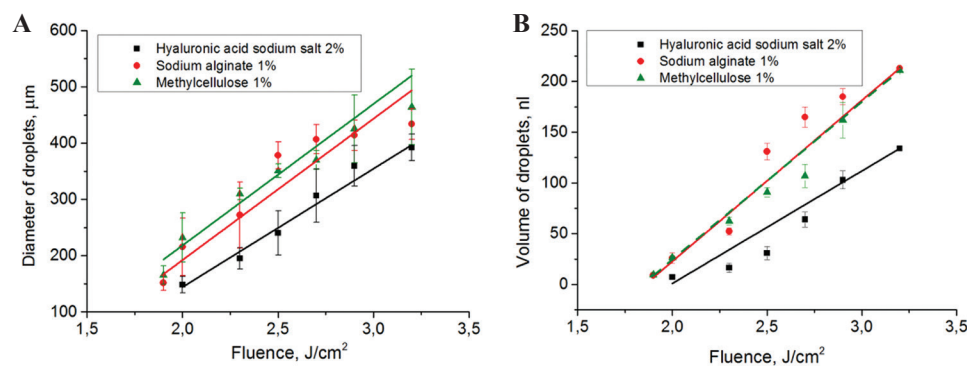 A
600
500
400
300
200
100
Diameter of droplets, µm
Hyaluronic acid sodium salt 2%
Sodium alginate 1%
Methylcellulose 1%
1,5
2,0
2,5
3,0
3,5
Fluence, J/cm²
B
250
200
150
100
50
0
Volume of droplets, nl
Hyaluronic acid sodium salt 2%
Sodium alginate 1%
Methylcellulose 1%
1,5
2,0
2,5
3,0
3,5
Fluence, J/cm²